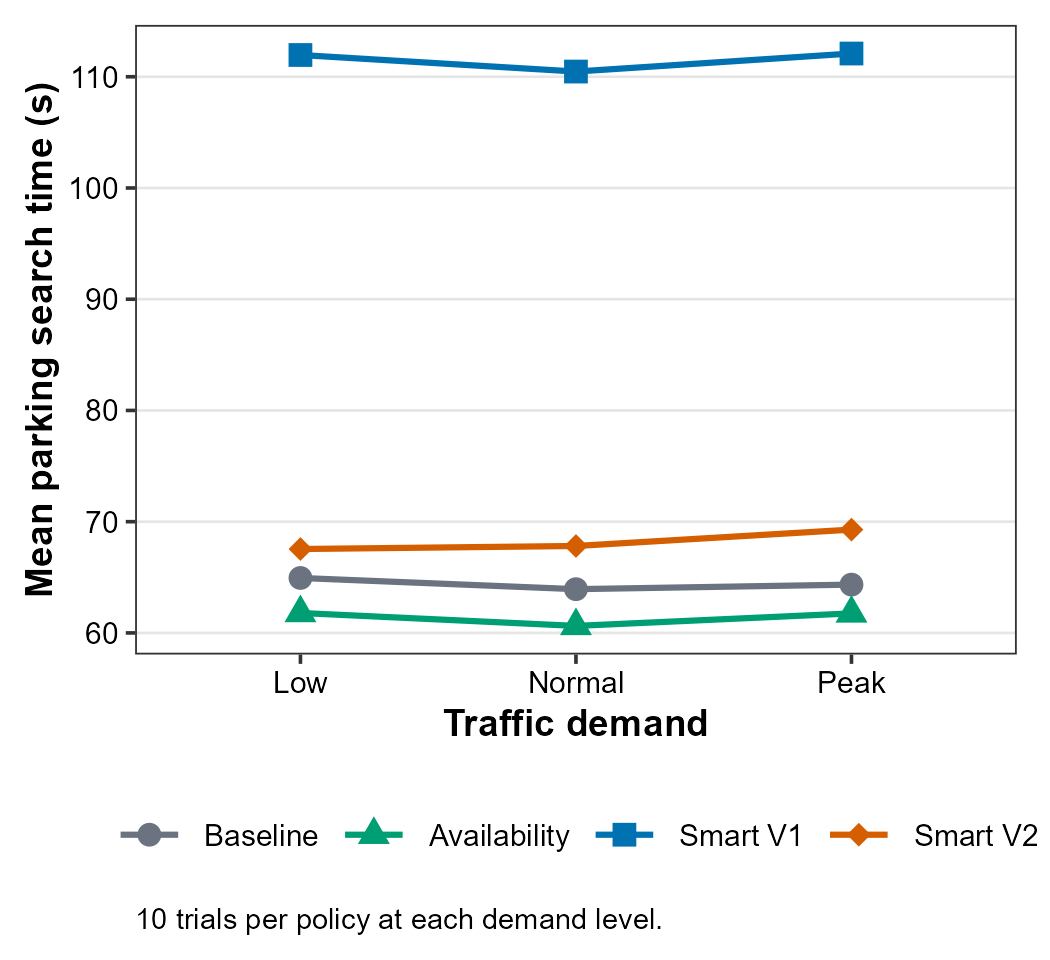 Mean parking search time (s)
110
100
90
80
70
60
Low Normal Peak
Traffic demand
Baseline Availability Smart V1 Smart V2
10 trials per policy at each demand level.